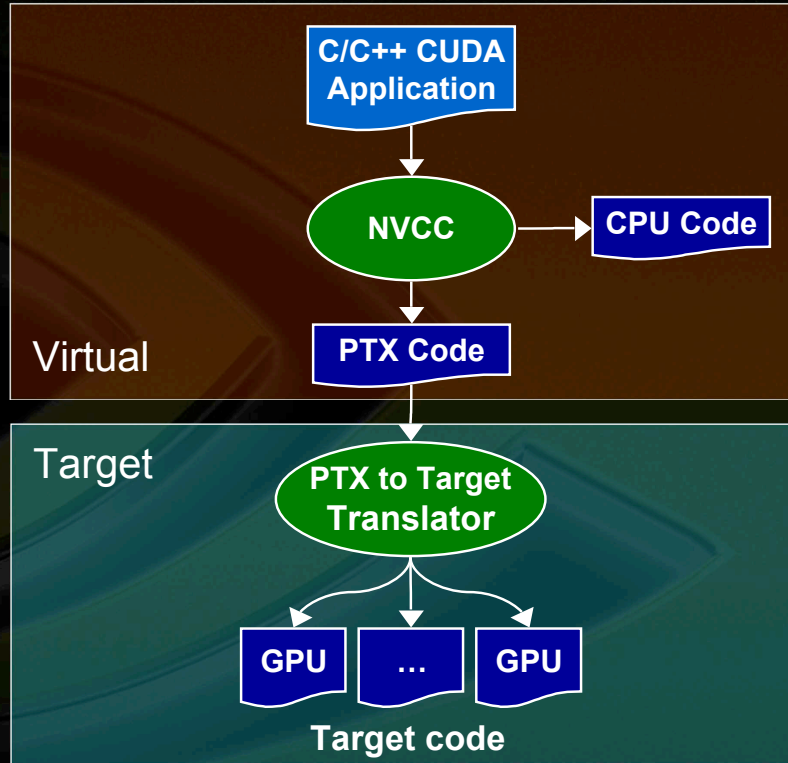 C/C++ CUDA
Application
NVCC
CPU Code
PTX Code
Virtual
Target
PTX to Target
Translator
GPU
…
GPU
Target code